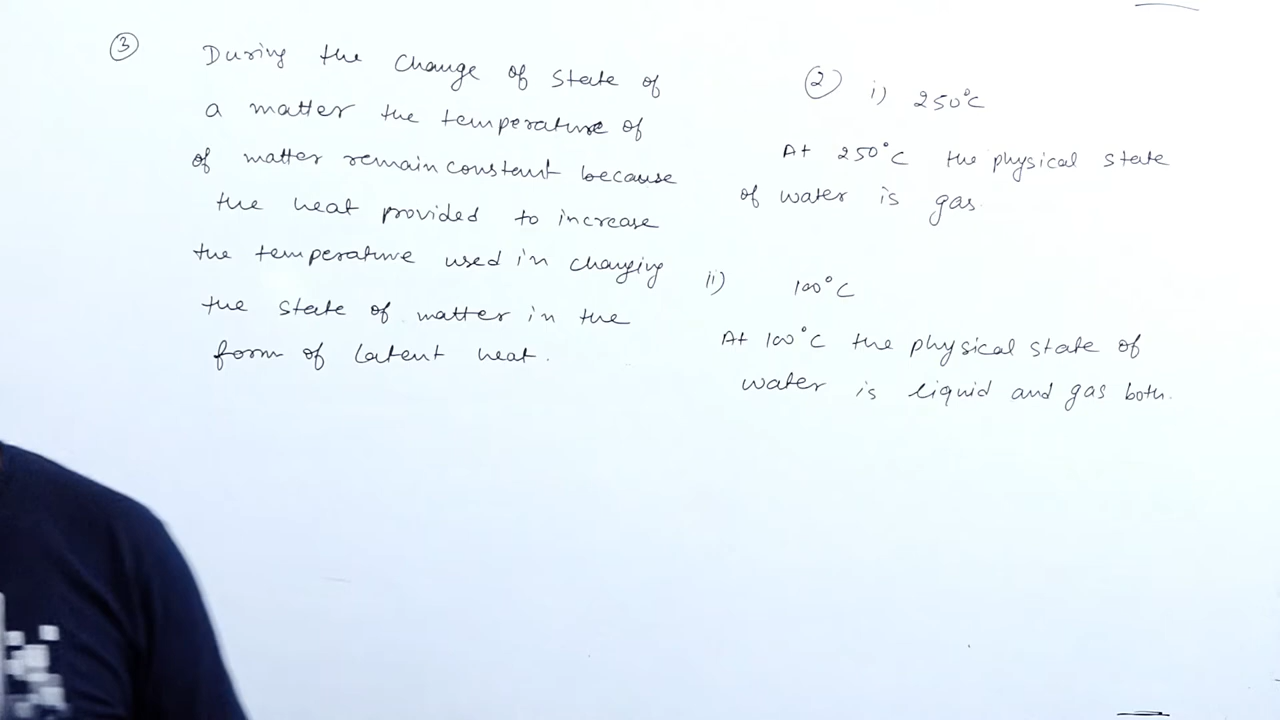 ③ During the change of state of
a matter the temperature of
of matter remain constant because
the heat provided to increase
the temperature used in changing
the state of matter in the
form of latent heat.
② i) 250°C
At 250°C the physical state
of water is gas.
ii) 100°C
At 100°C the physical state of
water is liquid and gas both.